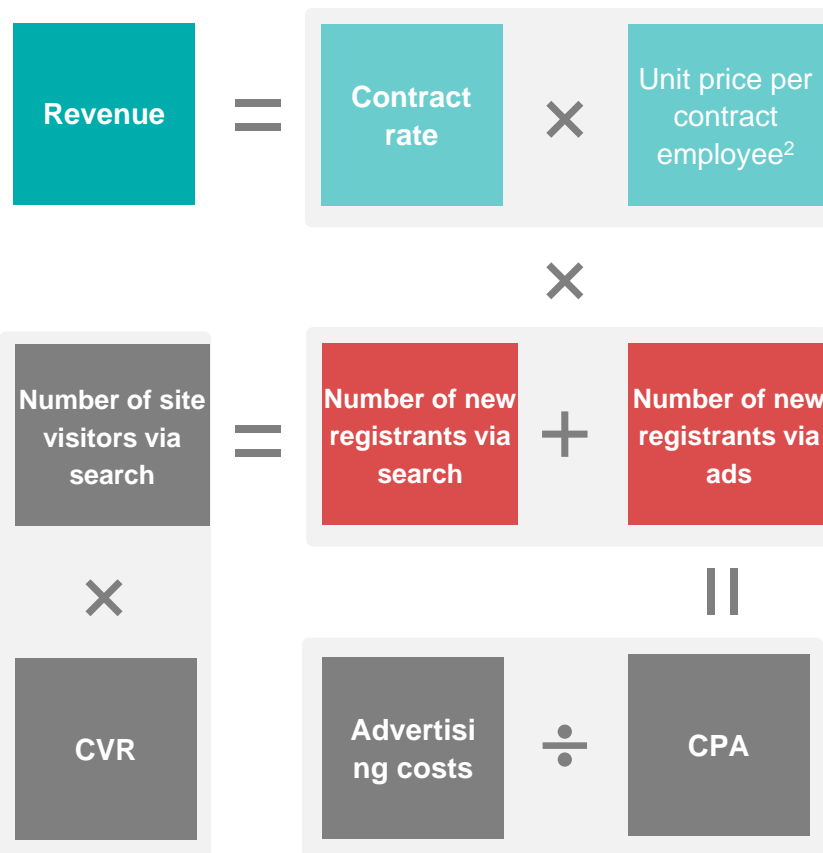 Revenue
=
Contract
rate
×
Unit price per
contract
employee²
×
Number of site
visitors via
search
=
Number of new
registrants via
search
+
Number of new
registrants via
ads
×
=
CVR
Advertisi
ng costs
÷
CPA